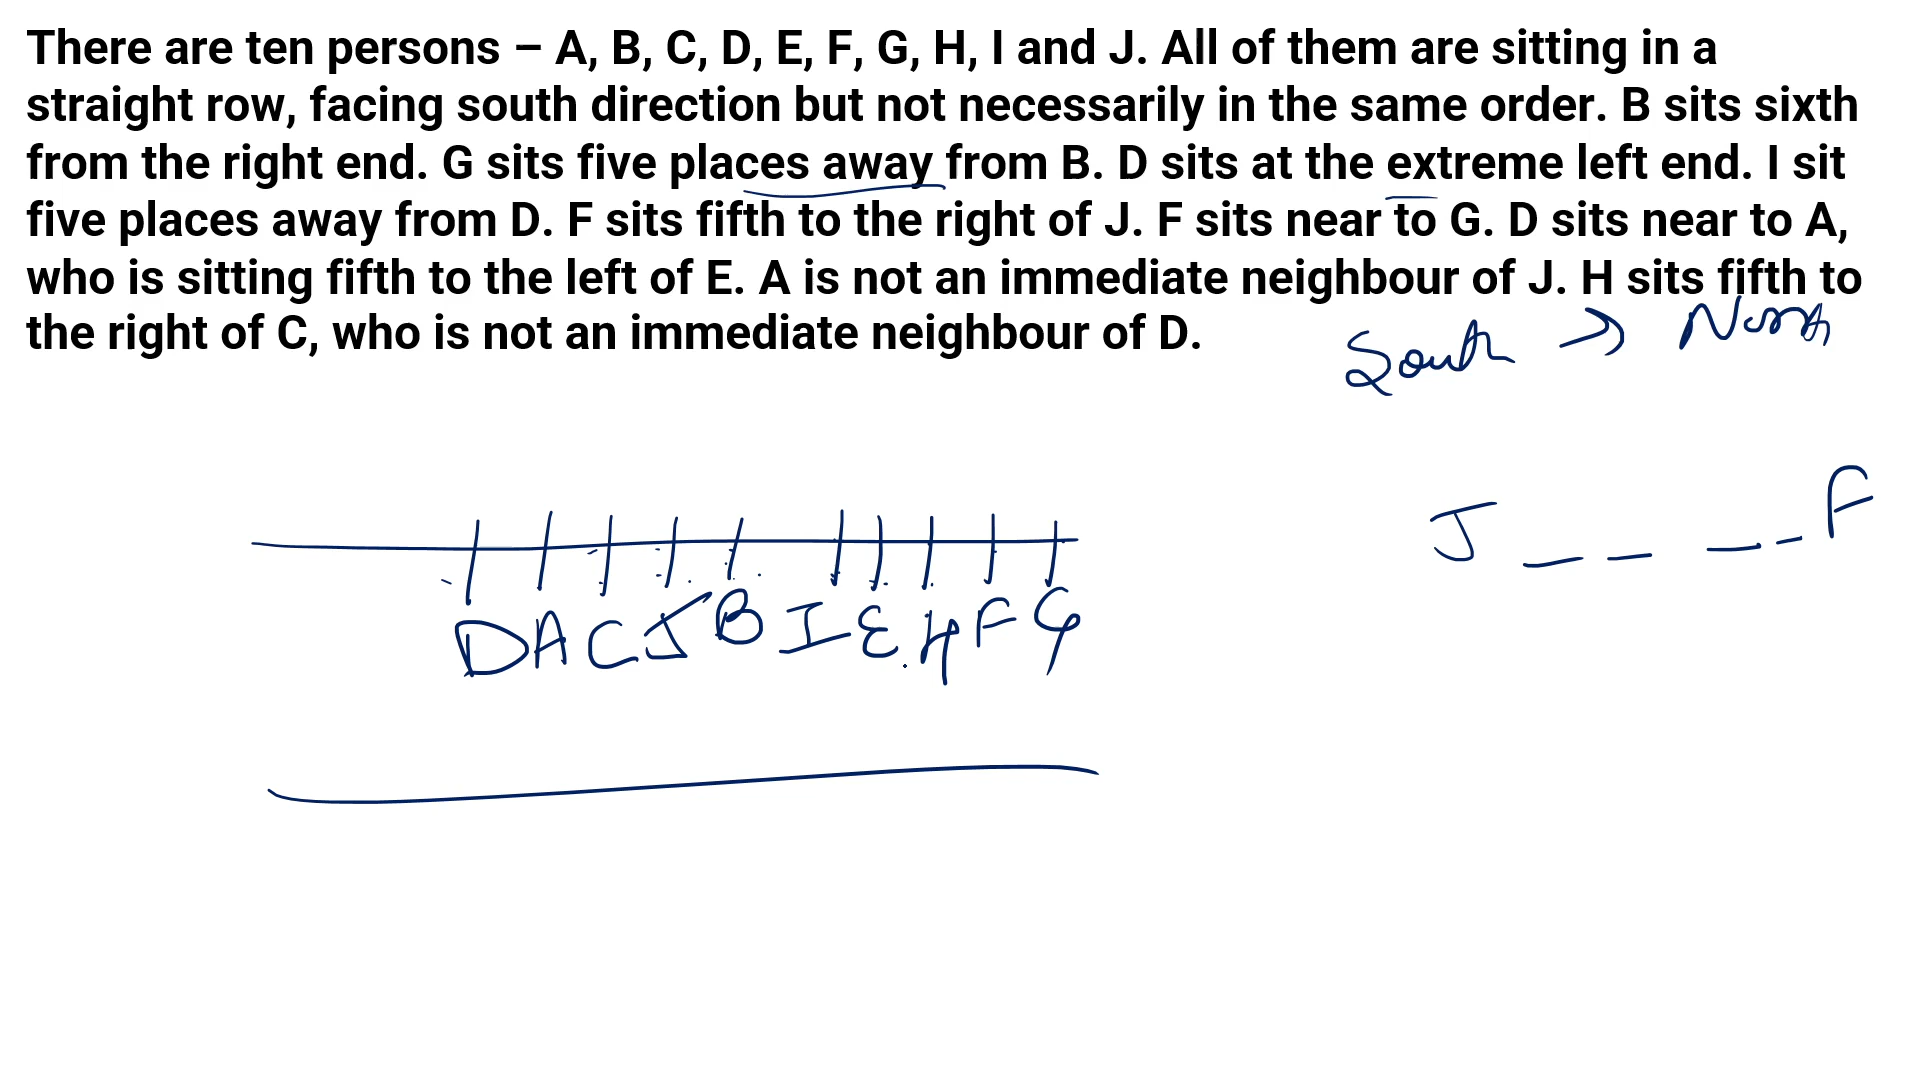 There are ten persons – A, B, C, D, E, F, G, H, I and J. All of them are sitting in a
straight row, facing south direction but not necessarily in the same order. B sits sixth
from the right end. G sits five places away from B. D sits at the extreme left end. I sit
five places away from D. F sits fifth to the right of J. F sits near to G. D sits near to A,
who is sitting fifth to the left of E. A is not an immediate neighbour of J. H sits fifth to
the right of C, who is not an immediate neighbour of D.
South → North
J _ _ _ _ F
D A C J B I E H F G